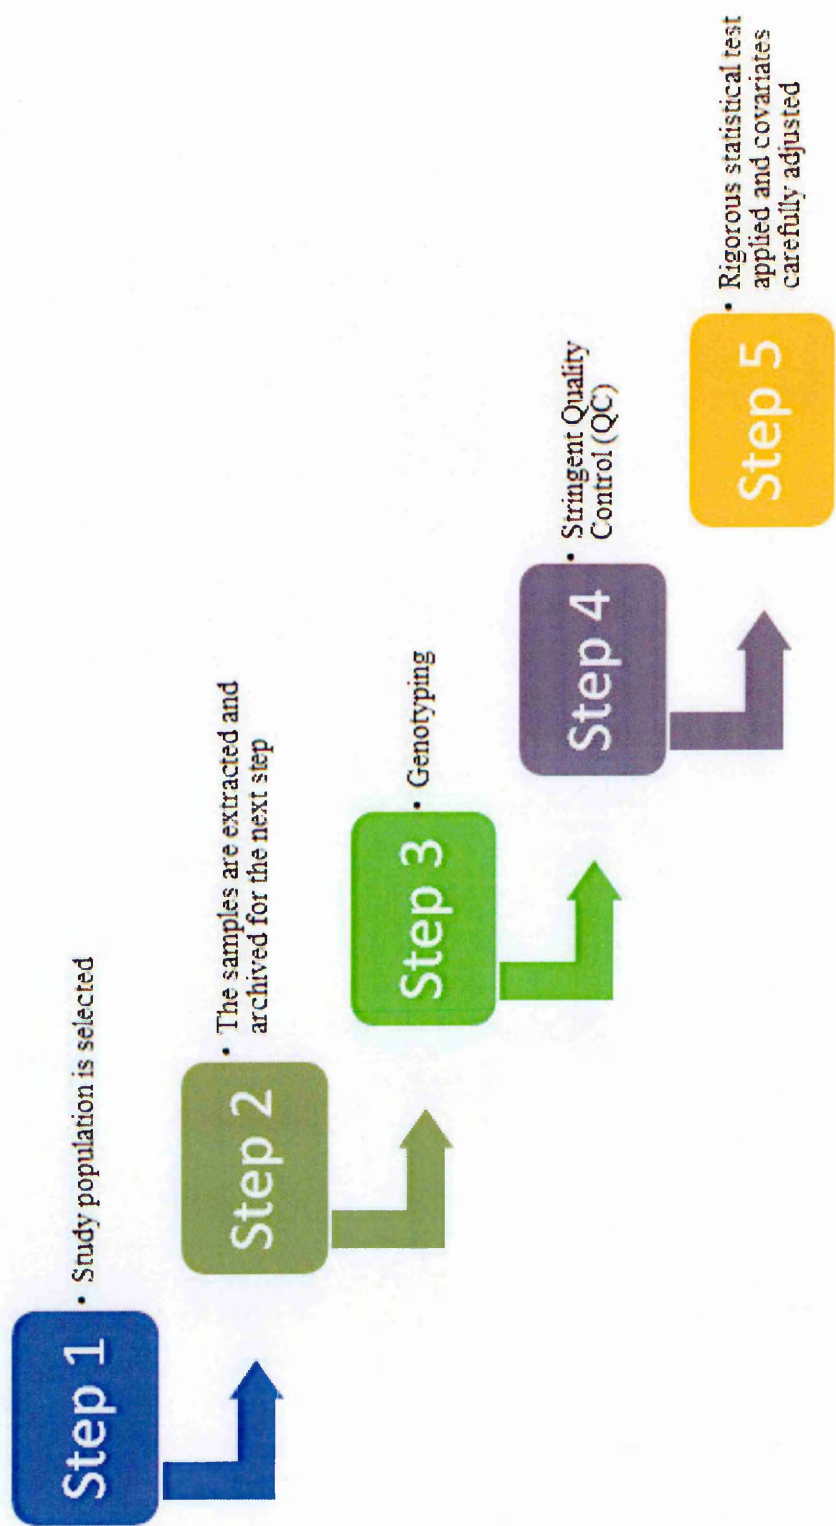 Step 1
• Study population is selected
Step 2
• The samples are extracted and
archived for the next step
Step 3
• Genotyping
Step 4
• Stringent Quality
Control (QC)
Step 5
• Rigorous statistical test
applied and covariates
carefully adjusted